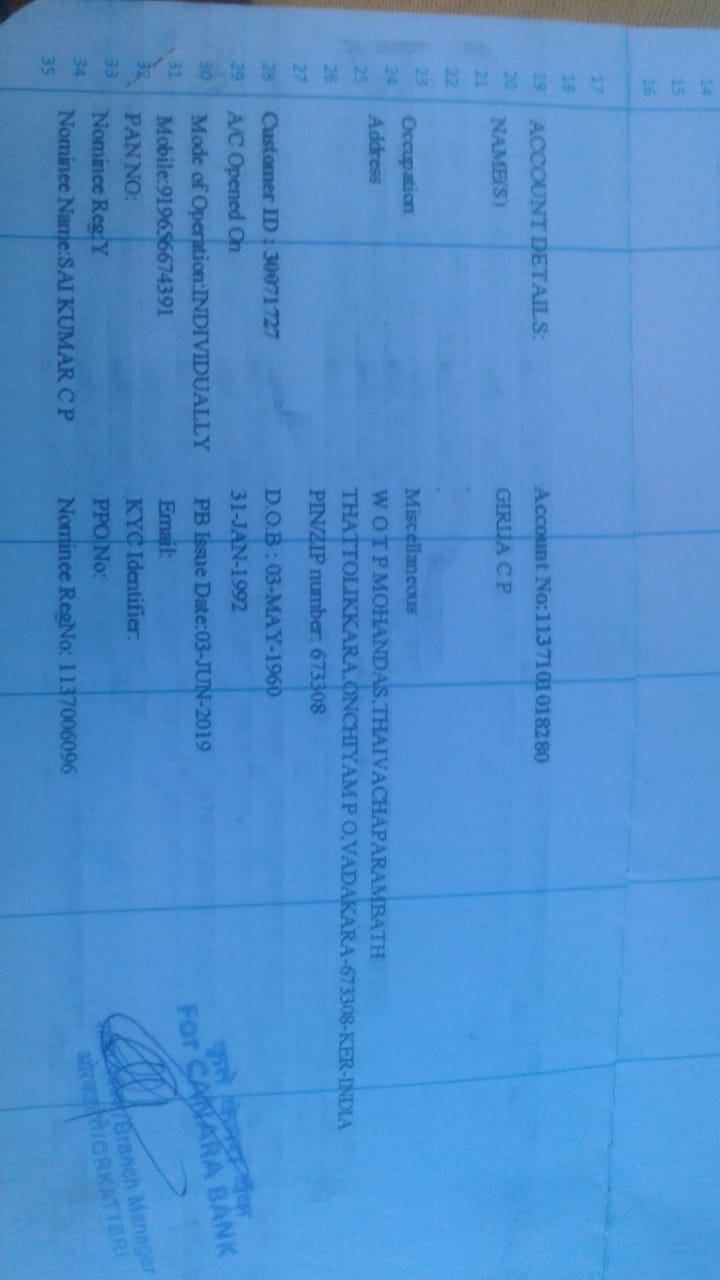 14
15
16
17
18
19 ACCOUNT DETAILS: Account No:1137101018280
20 NAME(S) GIRIJA C P
21
22
23 Occupation Miscellaneous
24 Address W O T P MOHANDAS,THAIVACHAPARAMBATH
25 THATTOLIKKARA,ONCHIYAM P O,VADAKARA-673308-KER-INDIA
26 PIN/ZIP number: 673308
27
28 Customer ID : 30071727 D.O.B : 03-MAY-1960
29 A/C Opened On 31-JAN-1992
30 Mode of Operation:INDIVIDUALLY PB Issue Date:03-JUN-2019
31 Mobile:919656674391 Email:
32 PAN NO: KYC Identifier:
33 Nominee Reg:Y PPO No:
34 Nominee Name:SAI KUMAR C P Nominee RegNo: 1137006096
35
कृते केनरा बैंक
For CANARA BANK
Branch Manager
/ORKATTERI